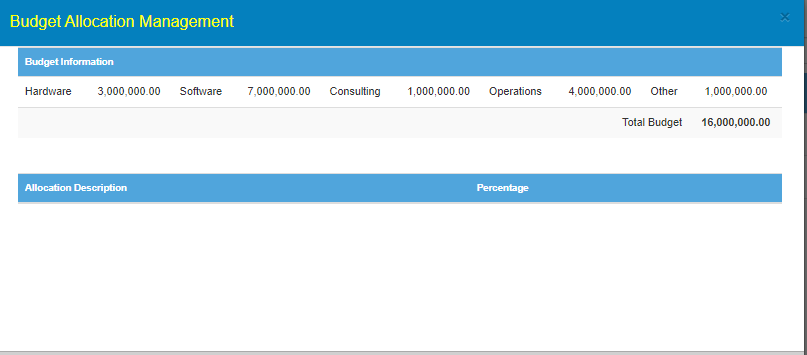 Budget Allocation Management ×
Budget Information
Hardware 3,000,000.00 Software 7,000,000.00 Consulting 1,000,000.00 Operations 4,000,000.00 Other 1,000,000.00
Total Budget 16,000,000.00
Allocation Description Percentage